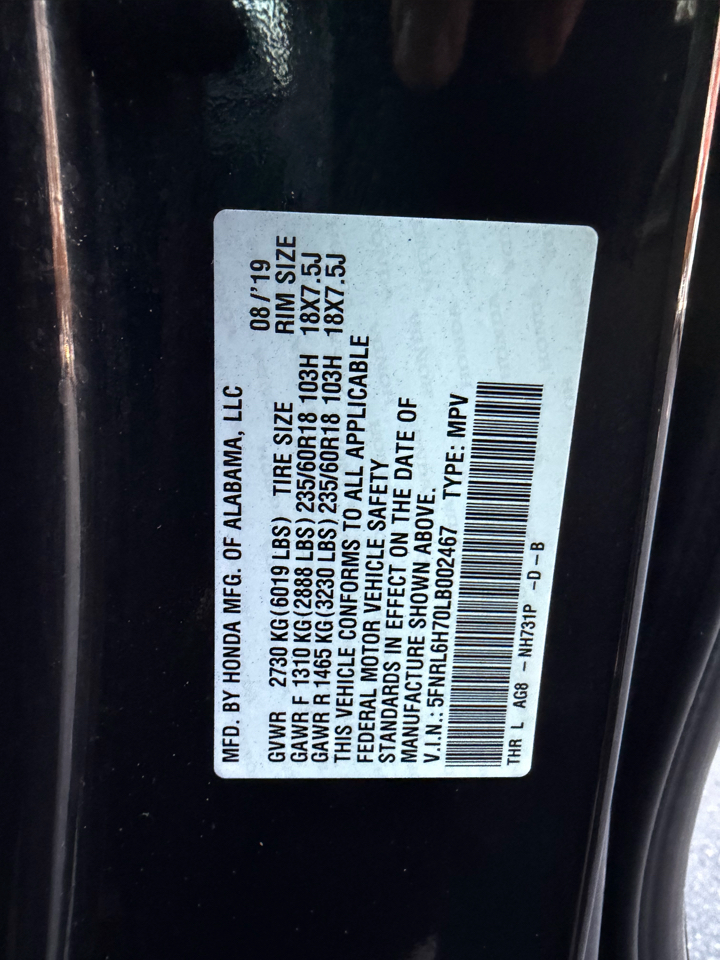 MFD. BY HONDA MFG. OF ALABAMA, LLC
08/'19
GVWR 2730 KG(6019 LBS) TIRE SIZE RIM SIZE
GAWR F 1310 KG(2888 LBS) 235/60R18 103H 18X7.5J
GAWR R 1465 KG(3230 LBS) 235/60R18 103H 18X7.5J
THIS VEHICLE CONFORMS TO ALL APPLICABLE
FEDERAL MOTOR VEHICLE SAFETY
STANDARDS IN EFFECT ON THE DATE OF
MANUFACTURE SHOWN ABOVE.
V.I.N.: 5FNRL6H70LB002467 TYPE: MPV
THR L AG8 - NH731P -D-B